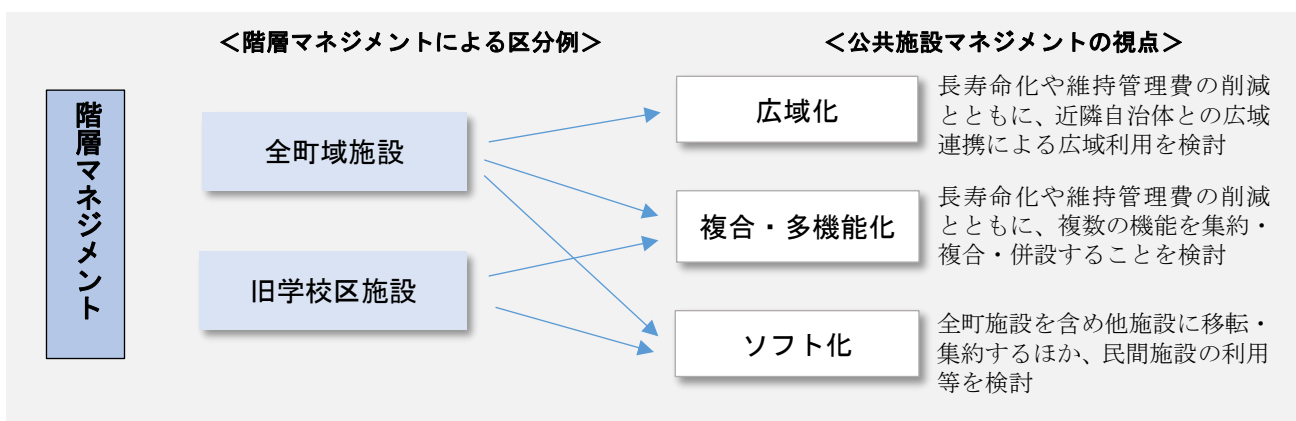 ＜階層マネジメントによる区分例＞
＜公共施設マネジメントの視点＞
階層マネジメント
全町域施設
旧学校区施設
広域化
長寿命化や維持管理費の削減
とともに、近隣自治体との広域
連携による広域利用を検討
複合・多機能化
長寿命化や維持管理費の削減
とともに、複数の機能を集約・
複合・併設することを検討
ソフト化
全町施設を含め他施設に移転・
集約するほか、民間施設の利用
等を検討